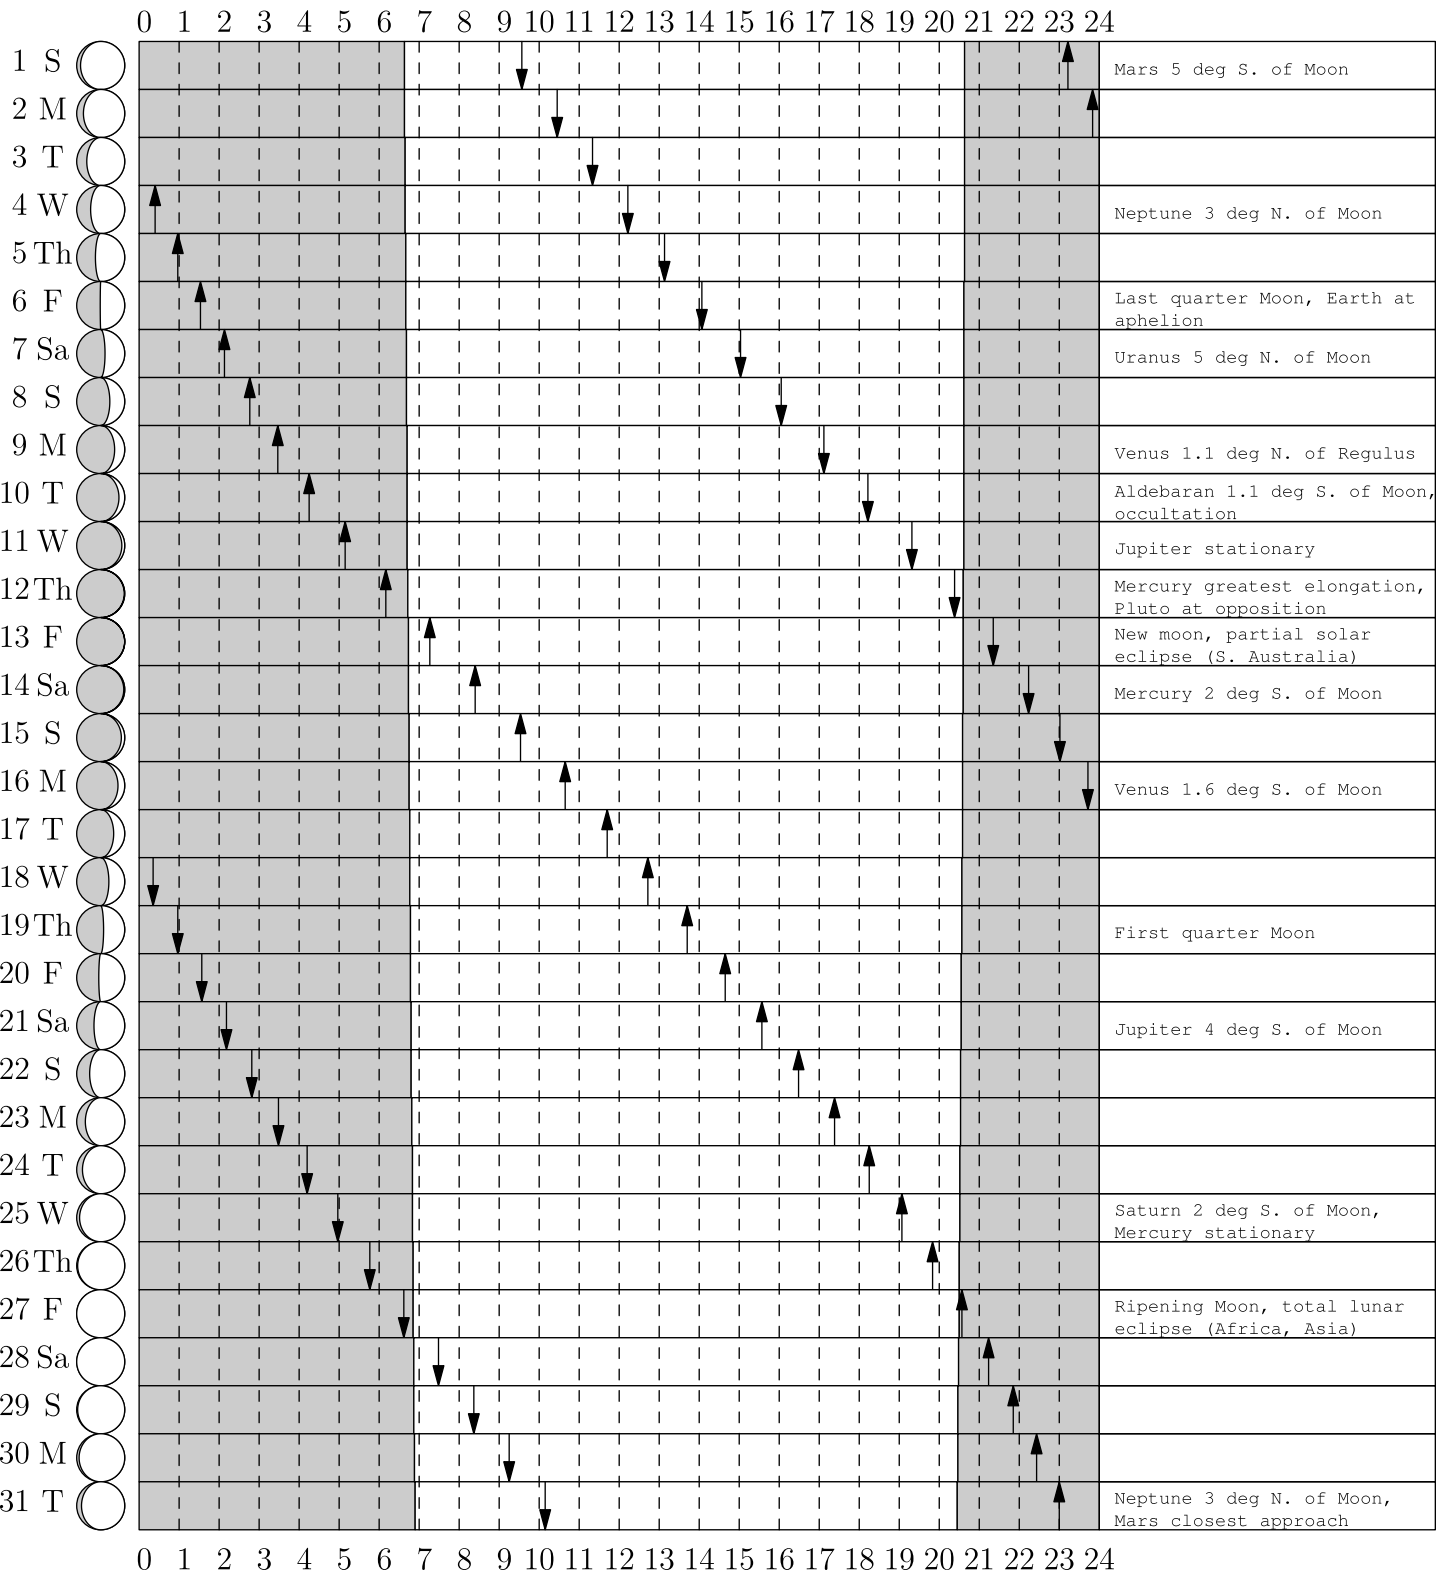 0 1 2 3 4 5 6 7 8 9 10 11 12 13 14 15 16 17 18 19 20 21 22 23 24
1 S Mars 5 deg S. of Moon
2 M
3 T
4 W Neptune 3 deg N. of Moon
5 Th
6 F Last quarter Moon, Earth at
aphelion
7 Sa Uranus 5 deg N. of Moon
8 S
9 M Venus 1.1 deg N. of Regulus
10 T Aldebaran 1.1 deg S. of Moon,
occultation
11 W Jupiter stationary
12 Th Mercury greatest elongation,
Pluto at opposition
13 F New moon, partial solar
eclipse (S. Australia)
14 Sa Mercury 2 deg S. of Moon
15 S
16 M Venus 1.6 deg S. of Moon
17 T
18 W
19 Th First quarter Moon
20 F
21 Sa Jupiter 4 deg S. of Moon
22 S
23 M
24 T
25 W Saturn 2 deg S. of Moon,
Mercury stationary
26 Th
27 F Ripening Moon, total lunar
eclipse (Africa, Asia)
28 Sa
29 S
30 M
31 T Neptune 3 deg N. of Moon,
Mars closest approach
0 1 2 3 4 5 6 7 8 9 10 11 12 13 14 15 16 17 18 19 20 21 22 23 24